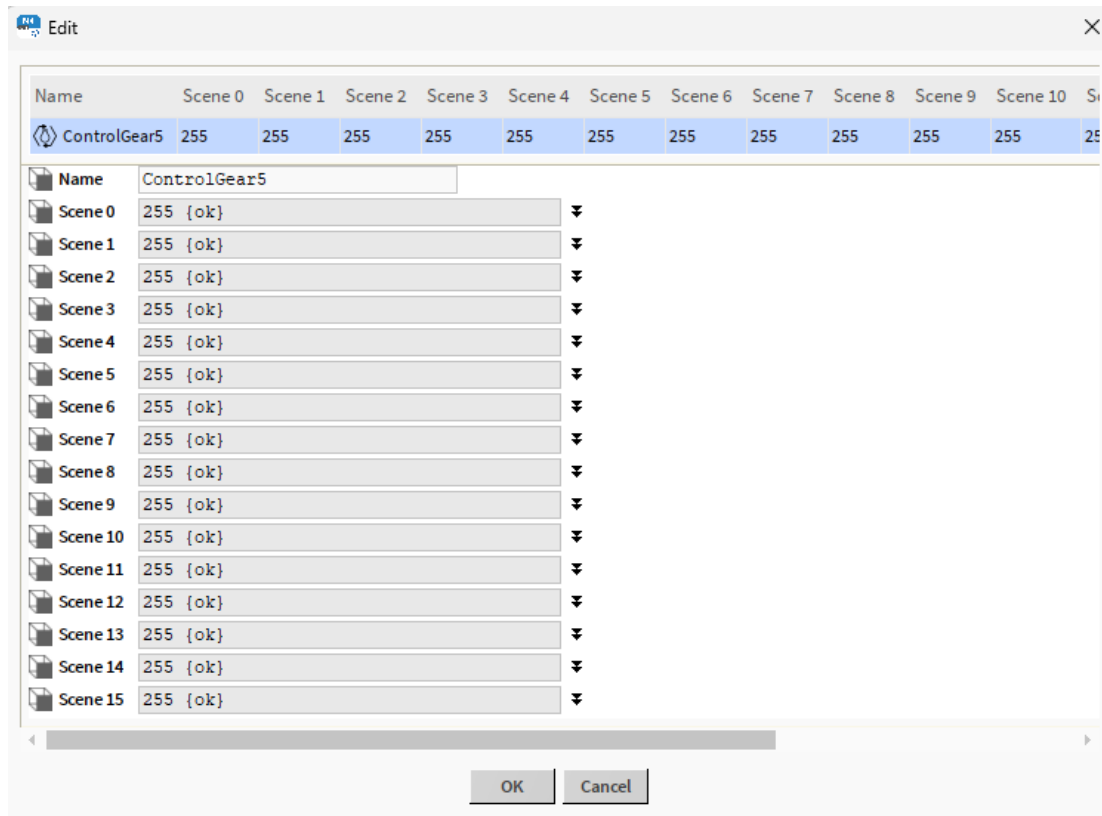 Edit
Name Scene 0 Scene 1 Scene 2 Scene 3 Scene 4 Scene 5 Scene 6 Scene 7 Scene 8 Scene 9 Scene 10
ControlGear5 255 255 255 255 255 255 255 255 255 255 255 25
Name ControlGear5
Scene 0 255 {ok}
Scene 1 255 {ok}
Scene 2 255 {ok}
Scene 3 255 {ok}
Scene 4 255 {ok}
Scene 5 255 {ok}
Scene 6 255 {ok}
Scene 7 255 {ok}
Scene 8 255 {ok}
Scene 9 255 {ok}
Scene 10 255 {ok}
Scene 11 255 {ok}
Scene 12 255 {ok}
Scene 13 255 {ok}
Scene 14 255 {ok}
Scene 15 255 {ok}
OK Cancel